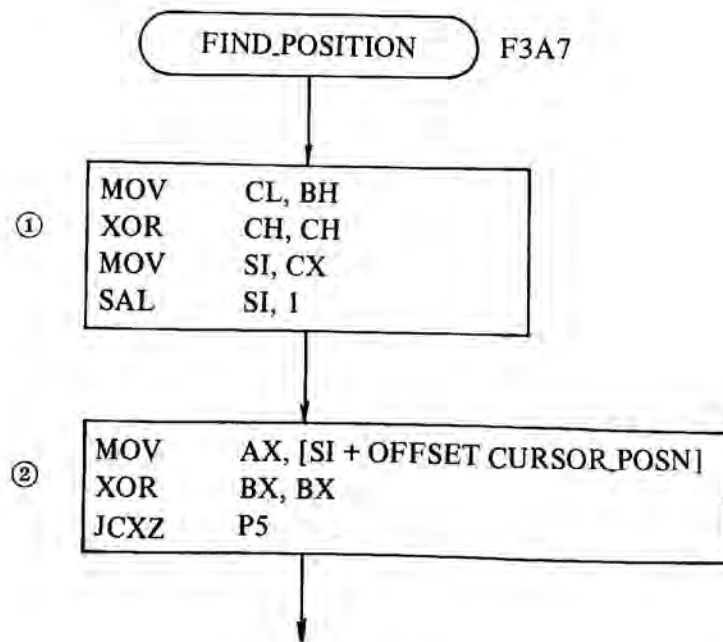 FIND_POSITION F3A7
①
MOV CL, BH
XOR CH, CH
MOV SI, CX
SAL SI, 1
②
MOV AX, [SI + OFFSET CURSOR_POSN]
XOR BX, BX
JCXZ P5